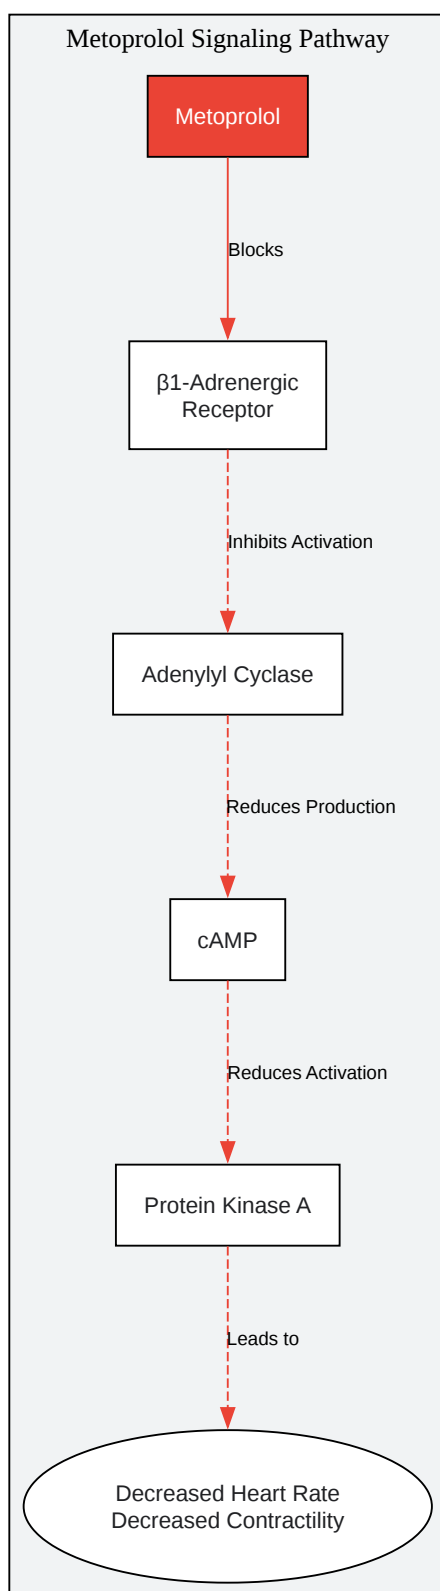 Metoprolol Signaling Pathway
Metoprolol
Blocks
β1-Adrenergic
Receptor
Inhibits Activation
Adenylyl Cyclase
Reduces Production
cAMP
Reduces Activation
Protein Kinase A
Leads to
Decreased Heart Rate
Decreased Contractility